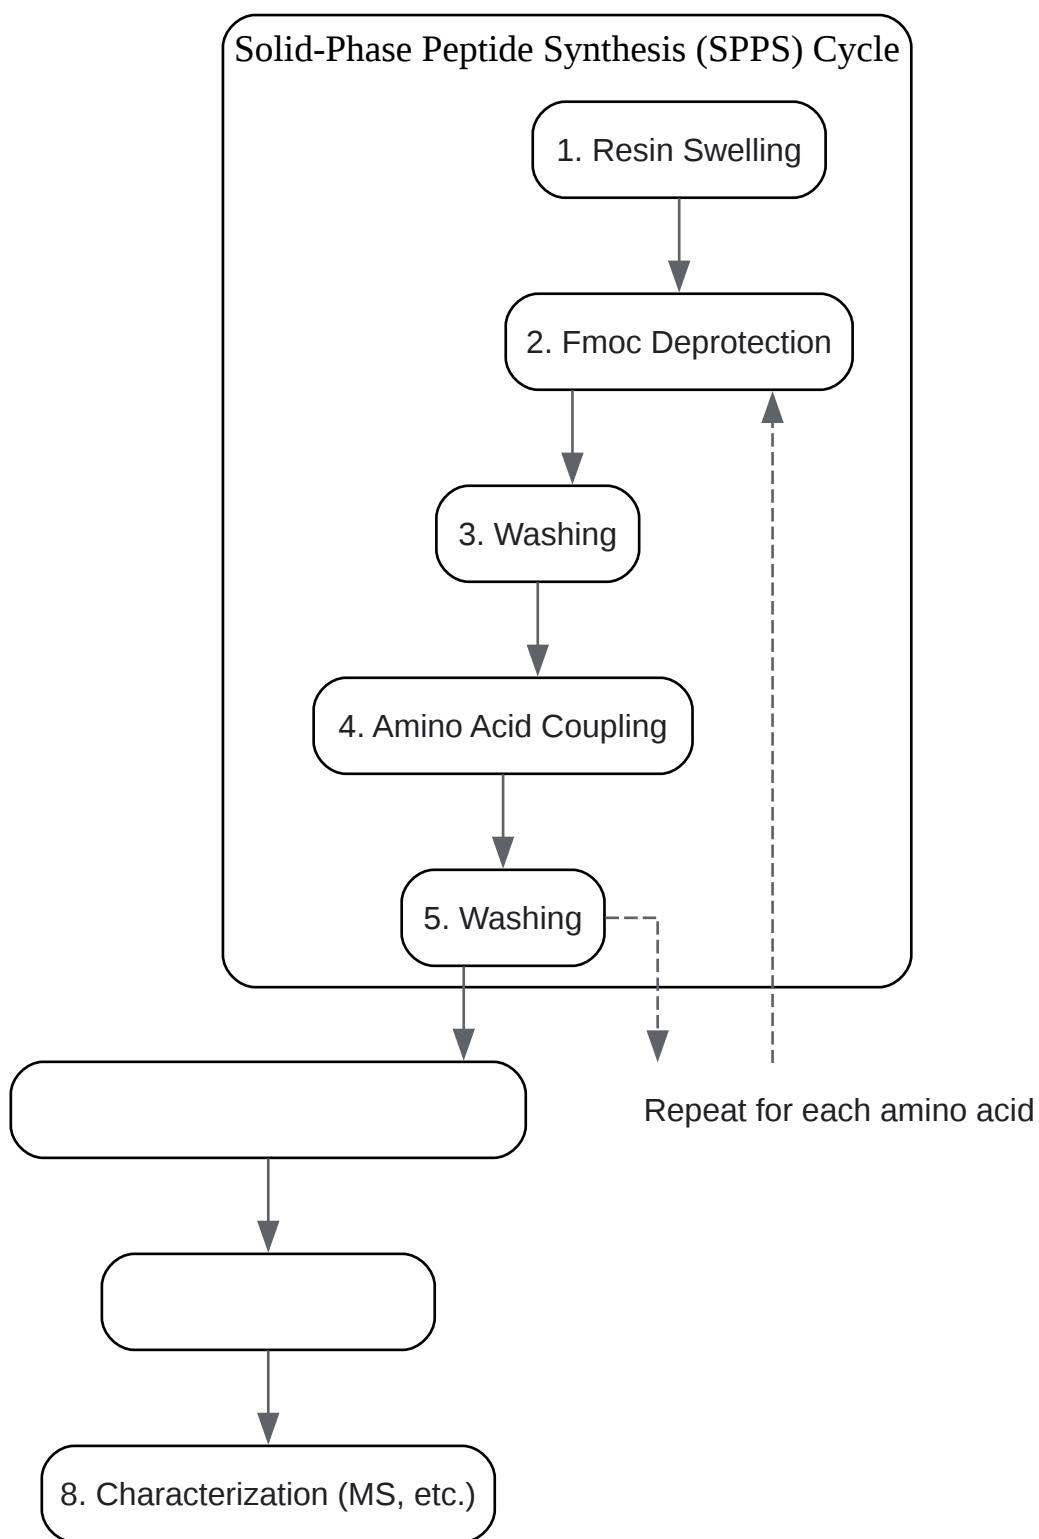 Solid-Phase Peptide Synthesis (SPPS) Cycle
1. Resin Swelling
2. Fmoc Deprotection
3. Washing
4. Amino Acid Coupling
5. Washing
Repeat for each amino acid
8. Characterization (MS, etc.)